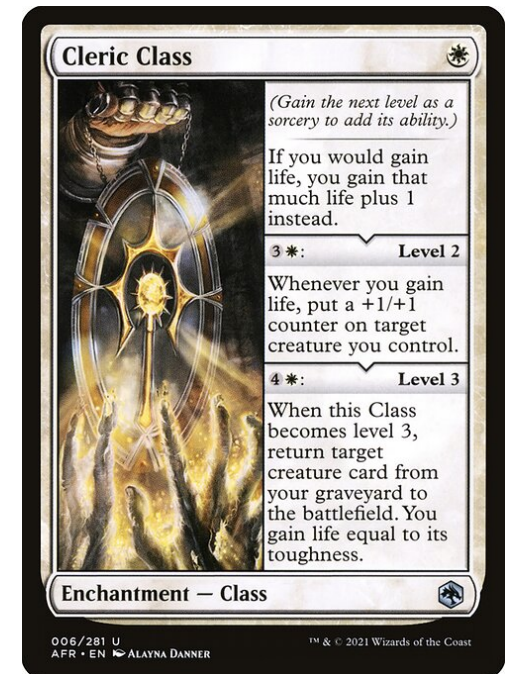 Cleric Class
(Gain the next level as a
sorcery to add its ability.)
If you would gain
life, you gain that
much life plus 1
instead.
3 : Level 2
Whenever you gain
life, put a +1/+1
counter on target
creature you control.
4 : Level 3
When this Class
becomes level 3,
return target
creature card from
your graveyard to
the battlefield. You
gain life equal to its
toughness.
Enchantment — Class
006/281 U
AFR • EN Alayna Danner
™ & © 2021 Wizards of the Coast